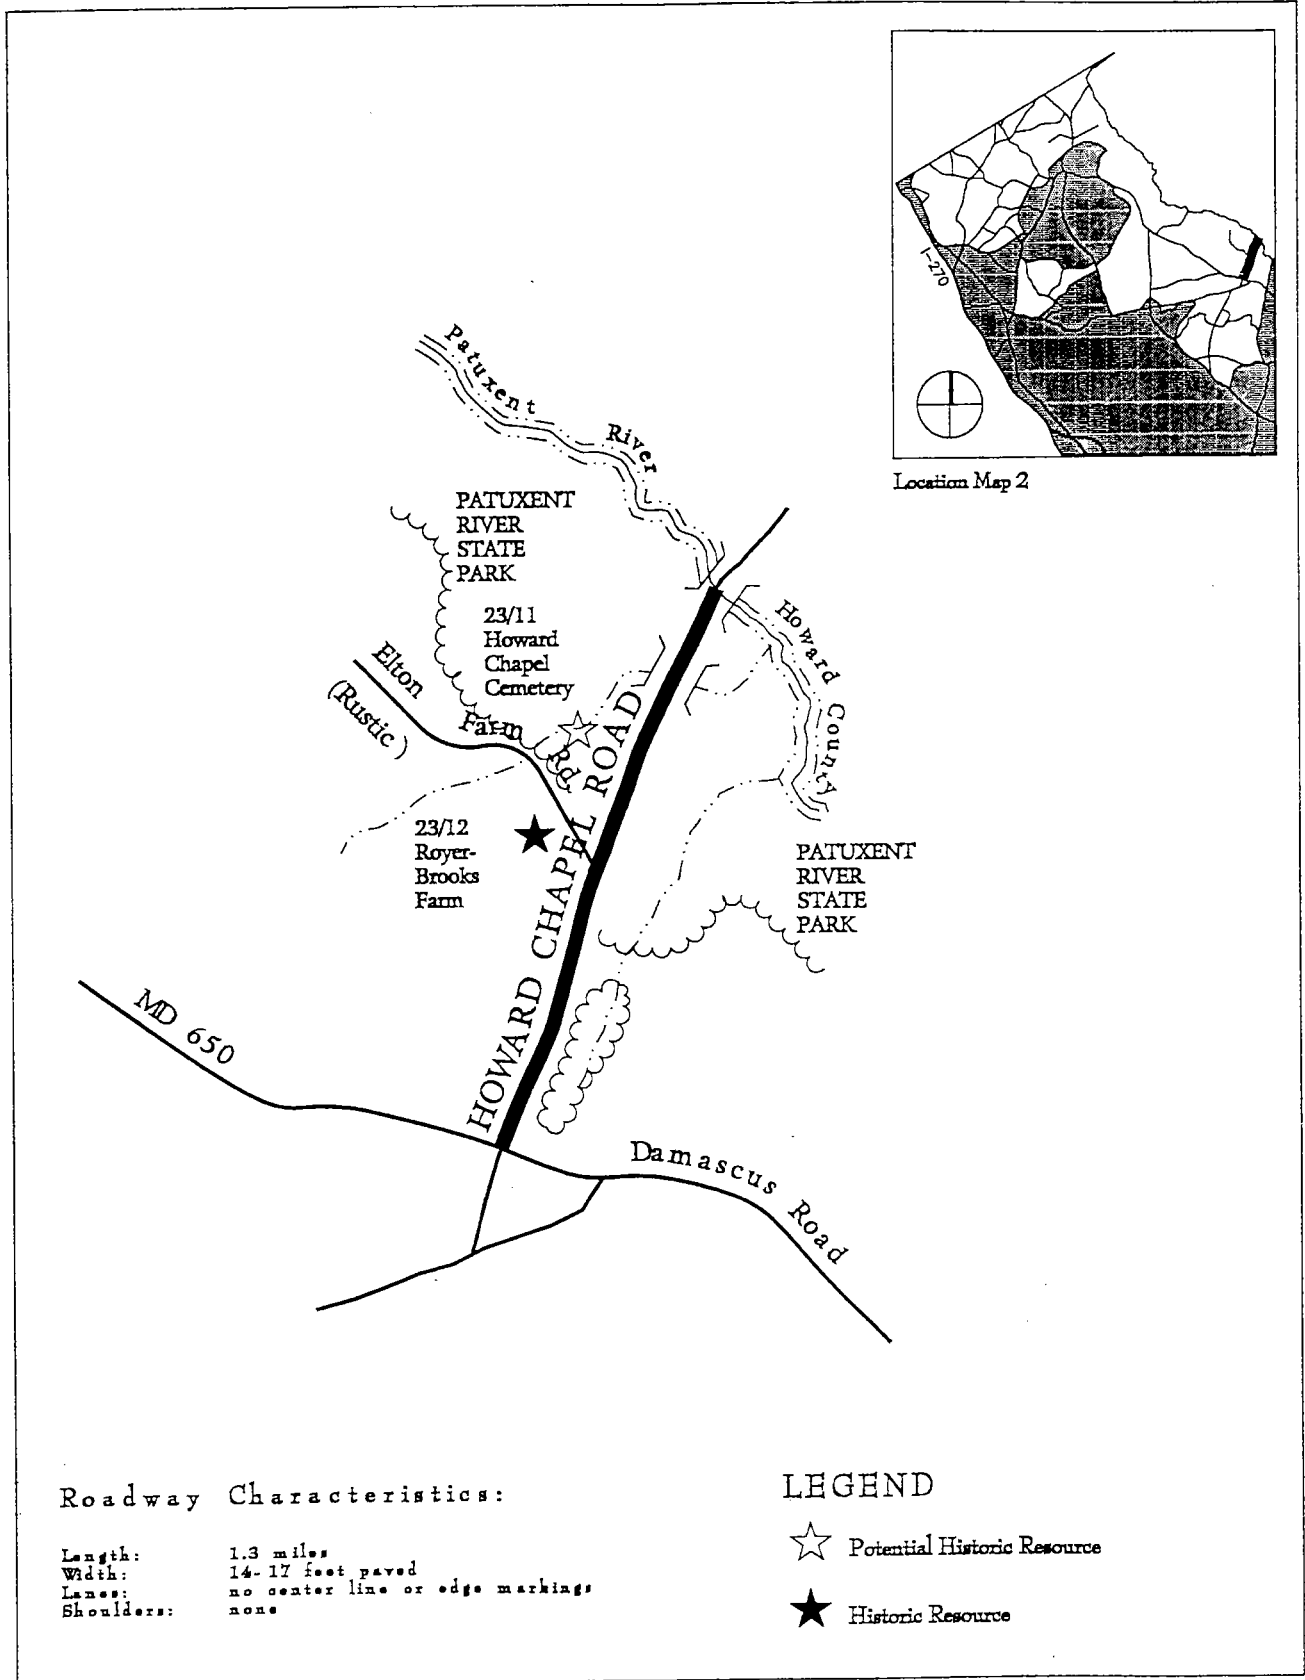 I-270
Location Map 2
Patuxent River
PATUXENT
RIVER
STATE
PARK
23/11
Howard
Chapel
Cemetery
Howard County
Elton Farm Rd.
(Rustic)
HOWARD CHAPEL ROAD
23/12
Royer-
Brooks
Farm
PATUXENT
RIVER
STATE
PARK
MD 650
Damascus Road
Roadway Characteristics:
Length: 1.3 miles
Width: 14-17 feet paved
Lanes: no center line or edge markings
Shoulders: none
LEGEND
Potential Historic Resource
Historic Resource